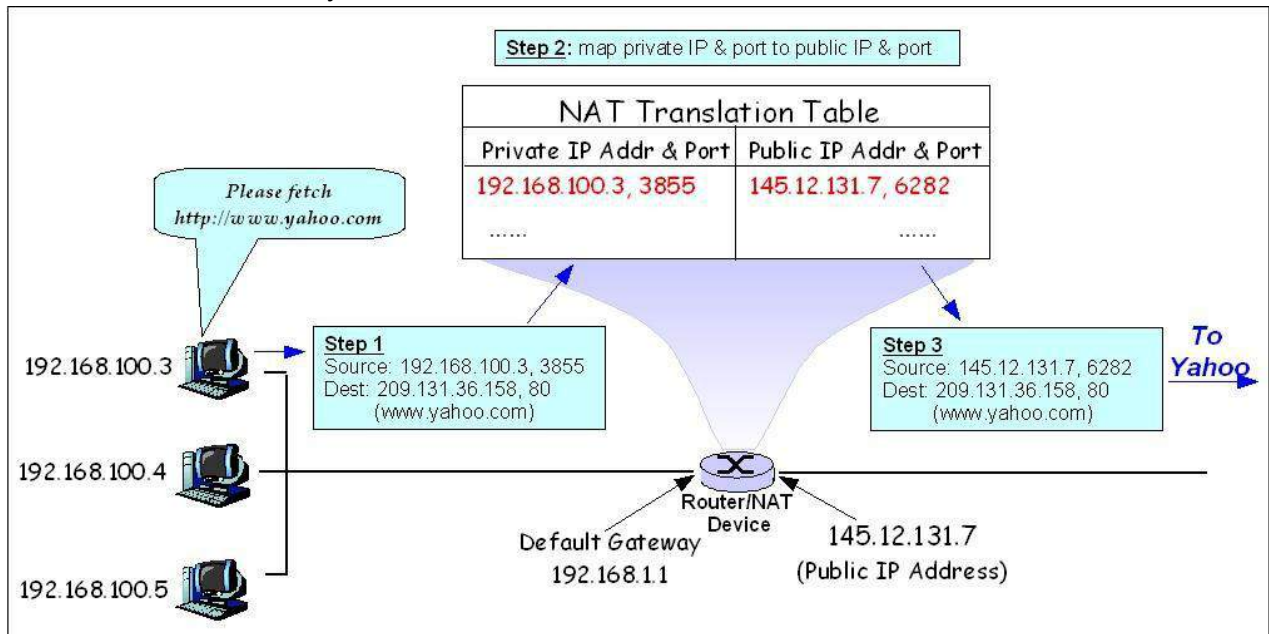 Step 2: map private IP & port to public IP & port
NAT Translation Table
Private IP Addr & Port
Public IP Addr & Port
192.168.100.3, 3855
145.12.131.7, 6282
......
......
Please fetch
http://www.yahoo.com
192.168.100.3
Step 1
Source: 192.168.100.3, 3855
Dest: 209.131.36.158, 80
(www.yahoo.com)
Step 3
Source: 145.12.131.7, 6282
Dest: 209.131.36.158, 80
(www.yahoo.com)
To
Yahoo
192.168.100.4
Router/NAT
Device
Default Gateway
192.168.1.1
145.12.131.7
(Public IP Address)
192.168.100.5